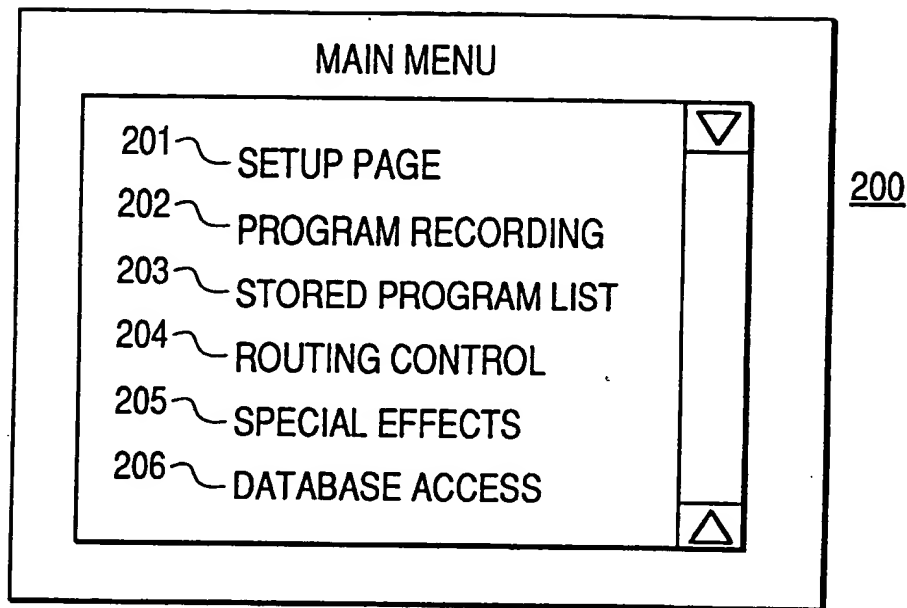 MAIN MENU
201 SETUP PAGE
202 PROGRAM RECORDING
203 STORED PROGRAM LIST
204 ROUTING CONTROL
205 SPECIAL EFFECTS
206 DATABASE ACCESS
200